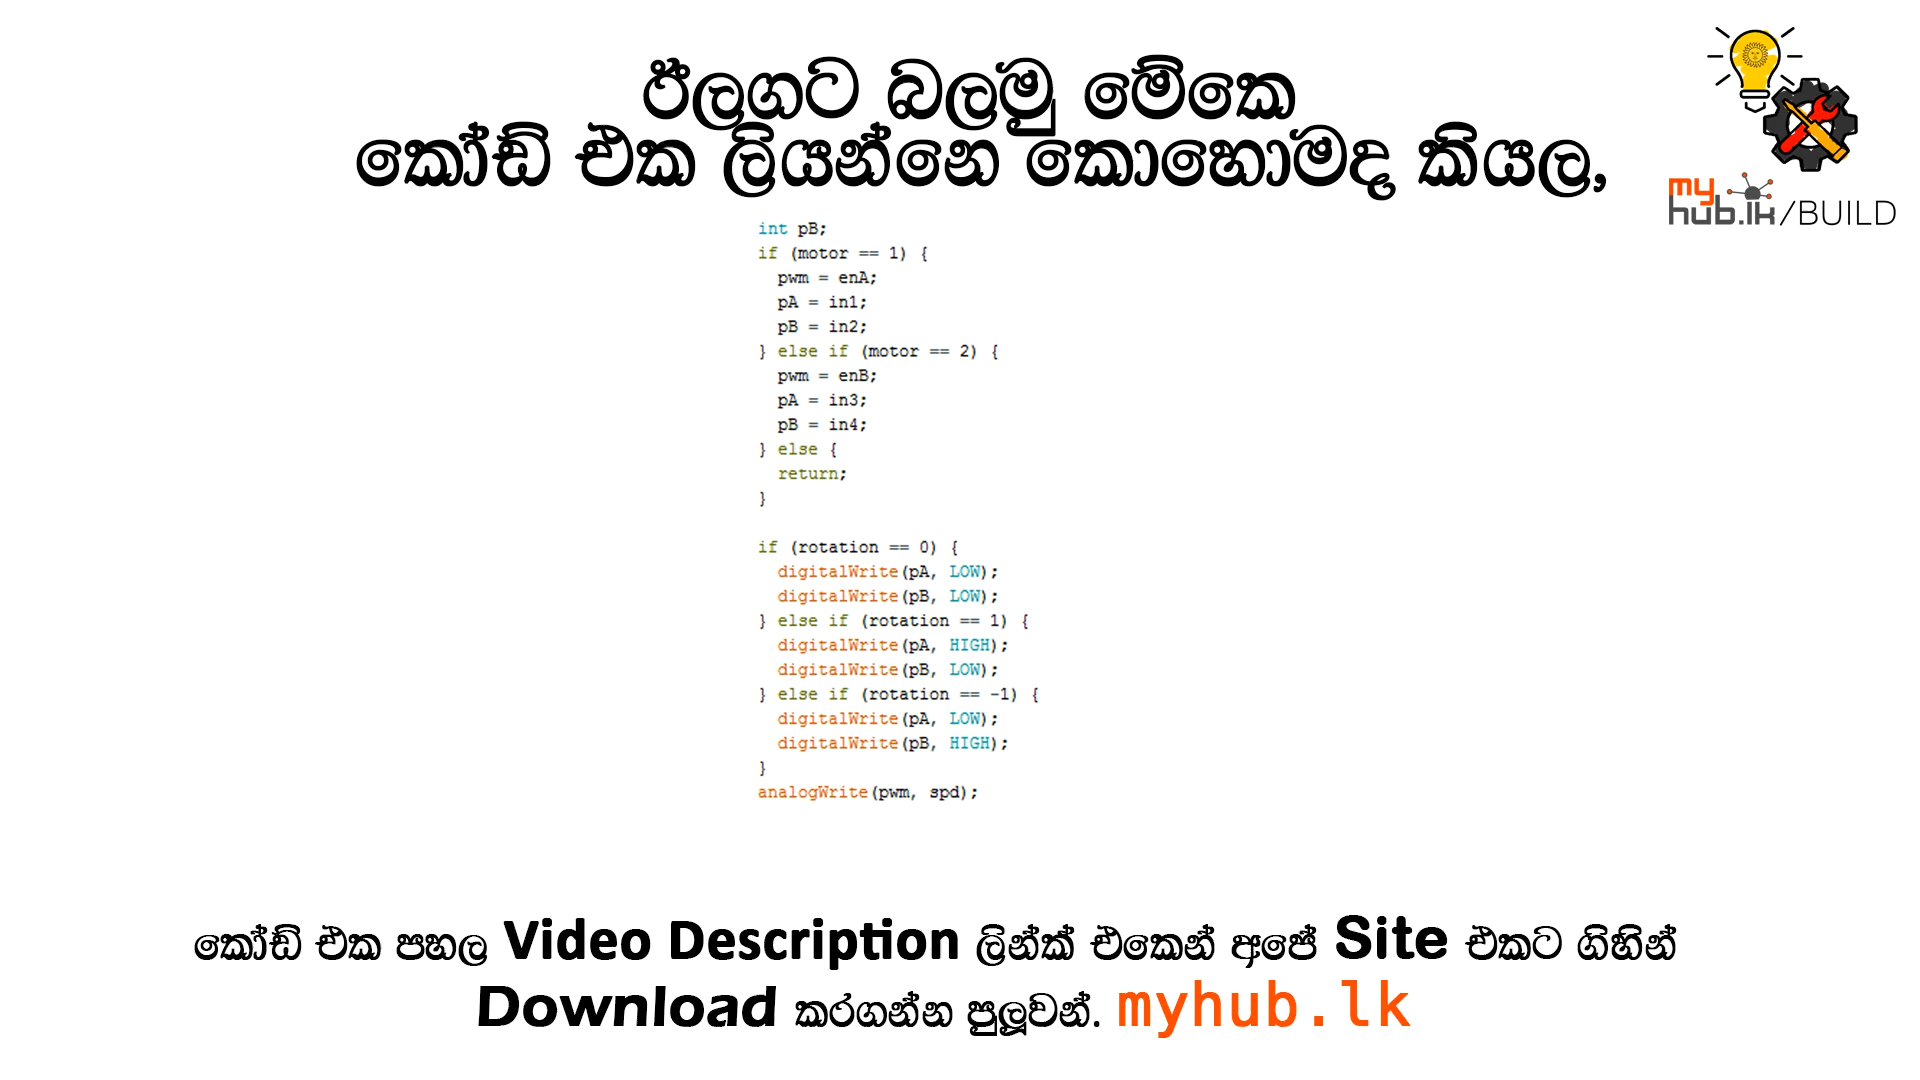 ඊලගට බලමු මේකෙ
කෝඩ් එක ලියන්නෙ කොහොමද කියල,
my
hub.lk/BUILD
int pB;
if (motor == 1) {
  pwm = enA;
  pA = in1;
  pB = in2;
} else if (motor == 2) {
  pwm = enB;
  pA = in3;
  pB = in4;
} else {
  return;
}
if (rotation == 0) {
  digitalWrite(pA, LOW);
  digitalWrite(pB, LOW);
} else if (rotation == 1) {
  digitalWrite(pA, HIGH);
  digitalWrite(pB, LOW);
} else if (rotation == -1) {
  digitalWrite(pA, LOW);
  digitalWrite(pB, HIGH);
}
analogWrite(pwm, spd);
කෝඩ් එක පහල Video Description ලින්ක් එකෙන් අපේ Site එකට ගිහින්
Download කරගන්න පුලුවන්. myhub.lk